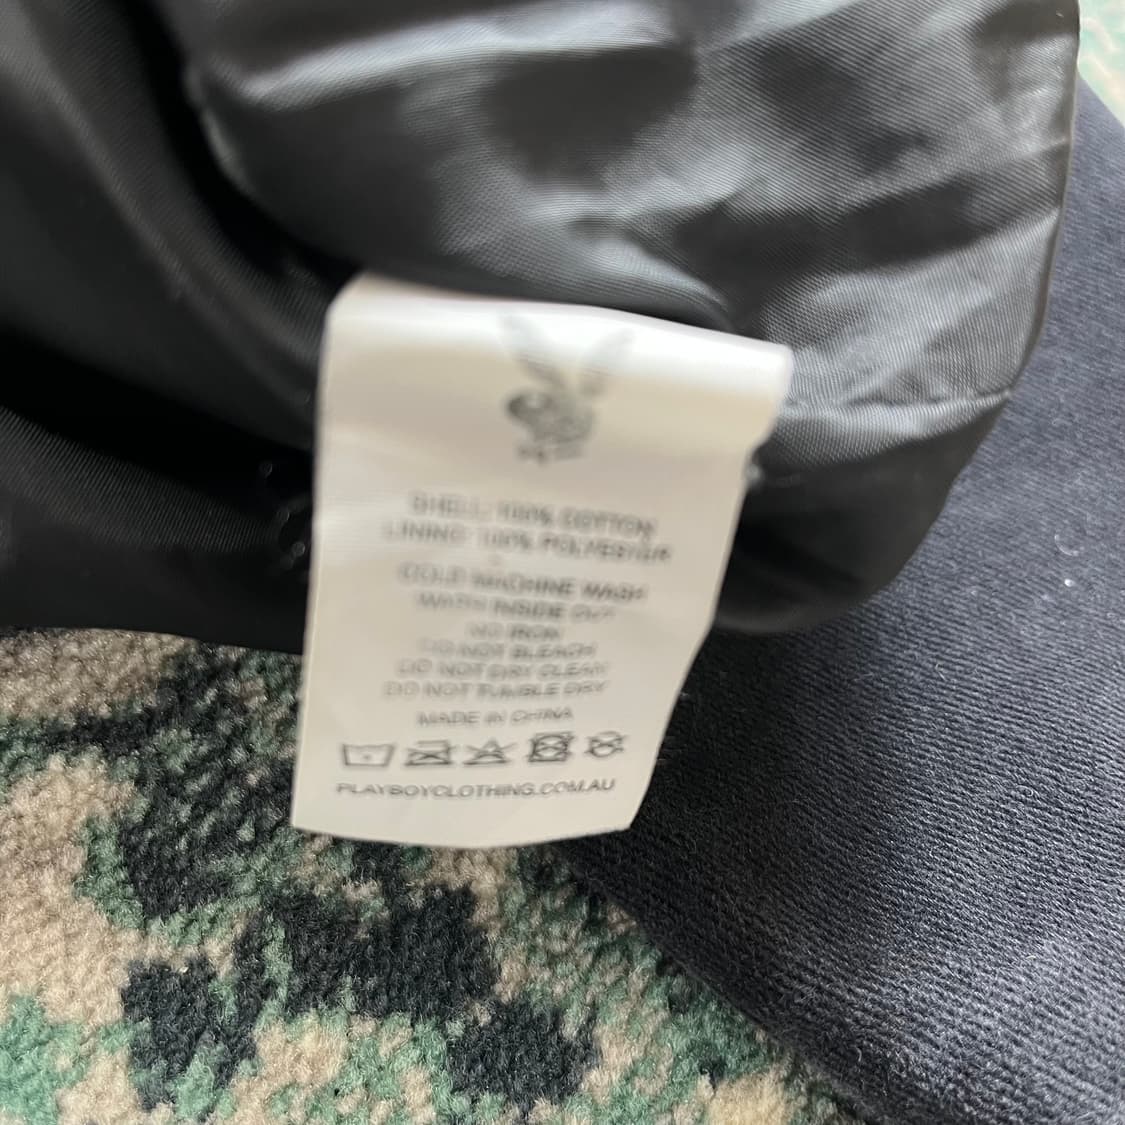 SHELL: 100% COTTON
LINING: 100% POLYESTER
COLD MACHINE WASH
WASH INSIDE OUT
NO IRON
DO NOT BLEACH
DO NOT DRY CLEAN
DO NOT TUMBLE DRY
MADE IN CHINA
PLAYBOYCLOTHING.COM.AU